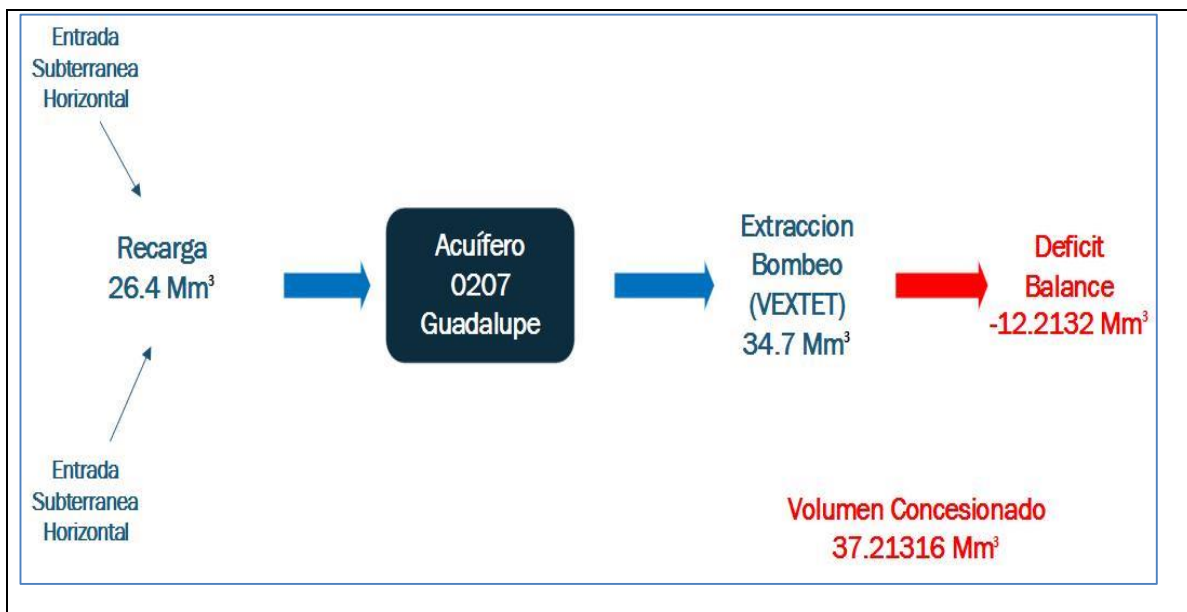 Entrada
Subterranea
Horizontal
Recarga
26.4 Mm³
Entrada
Subterranea
Horizontal
Acuífero
0207
Guadalupe
Extraccion
Bombeo
(VEXTET)
34.7 Mm³
Deficit
Balance
-12.2132 Mm³
Volumen Concesionado
37.21316 Mm³